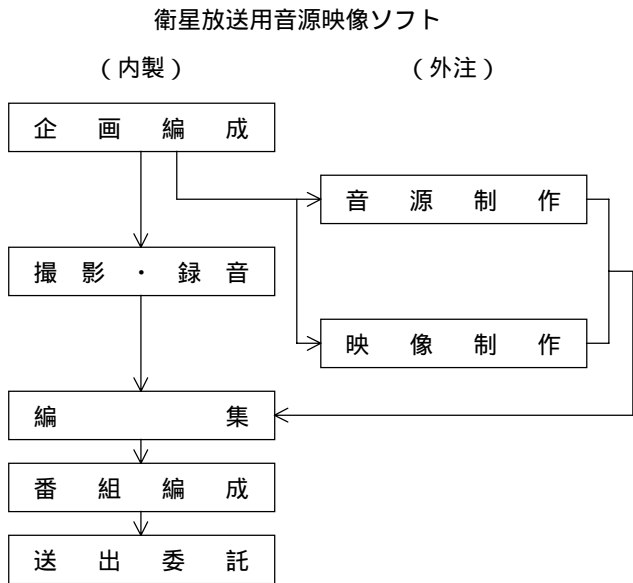 衛星放送用音源映像ソフト
(内製) (外注)
企画編成
音源制作
撮影・録音
映像制作
編集
番組編成
送出委託